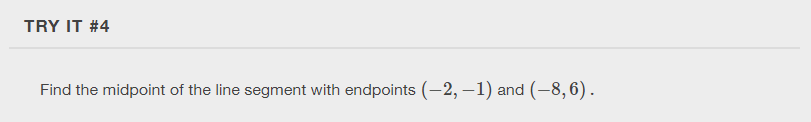 TRY IT #4
Find the midpoint of the line segment with endpoints (−2, −1) and (−8, 6) .